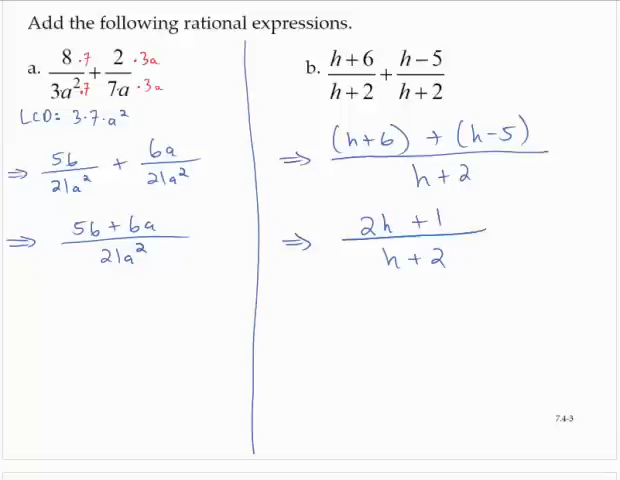 Add the following rational expressions.
a. 8·7/3a²·7 + 2·3a/7a·3a
LCD: 3·7·a²
⇒ 56/21a² + 6a/21a²
⇒ 56+6a/21a²
b. h+6/h+2 + h−5/h+2
⇒ (h+6) + (h-5)/h+2
⇒ 2h+1/h+2
7.4-3